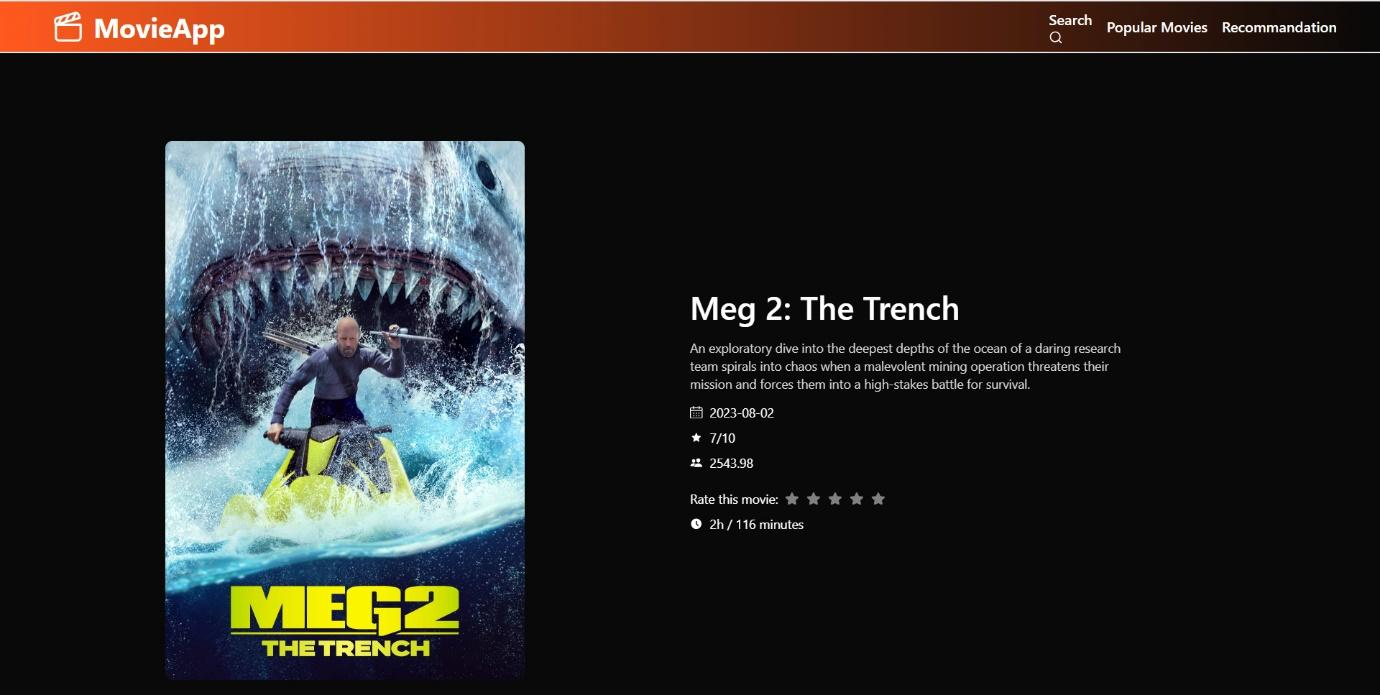 MovieApp
Search
Popular Movies
Recommandation
Meg 2: The Trench
An exploratory dive into the deepest depths of the ocean of a daring research
team spirals into chaos when a malevolent mining operation threatens their
mission and forces them into a high-stakes battle for survival.
2023-08-02
7/10
2543.98
Rate this movie:
2h / 116 minutes
MEG2
THE TRENCH